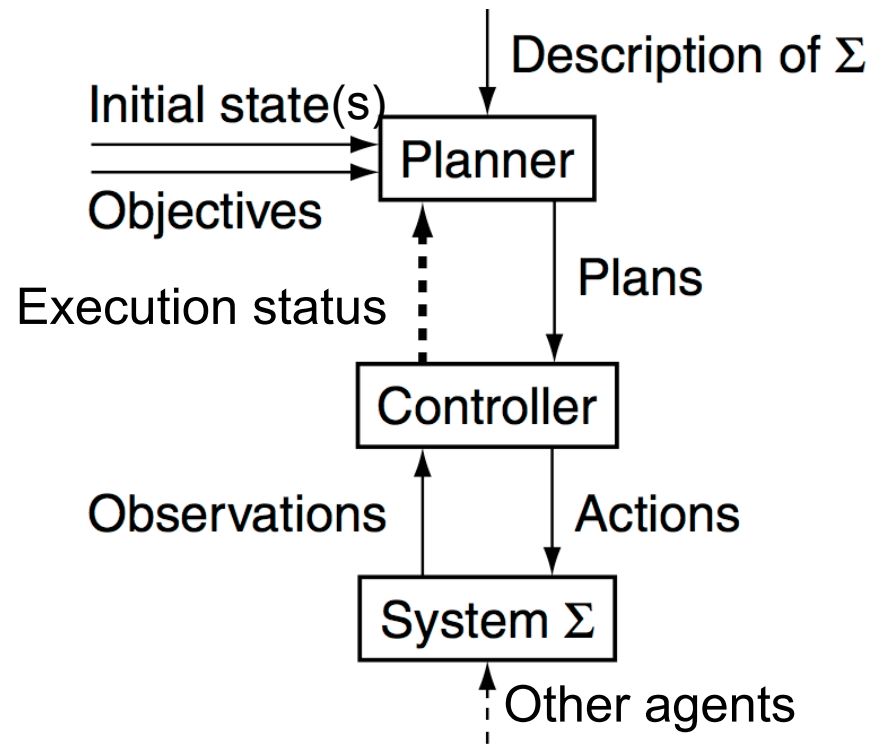 Description of Σ
Initial state(s)
Planner
Objectives
Plans
Execution status
Controller
Observations
Actions
System Σ
Other agents